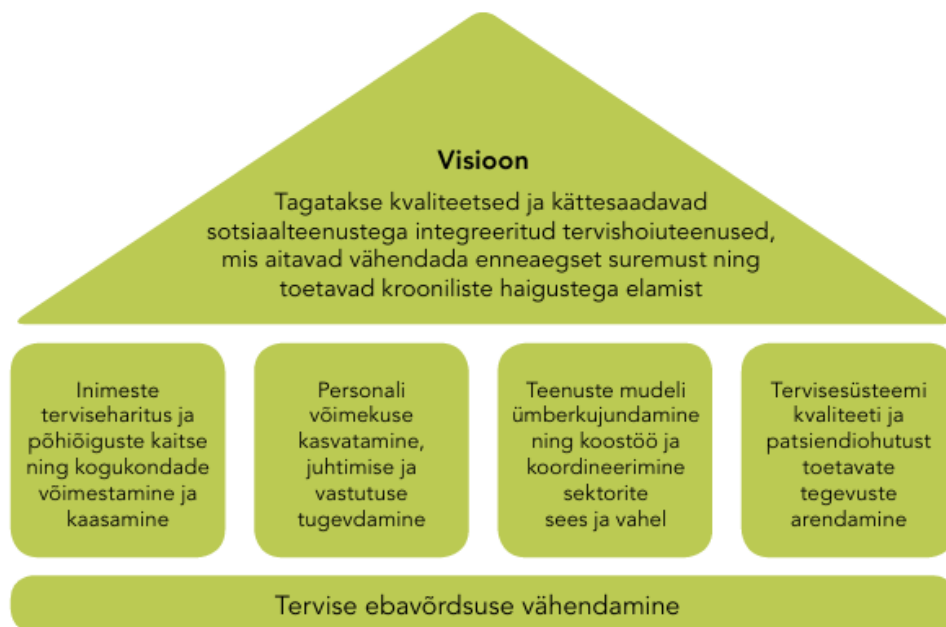 Visioon
Tagatakse kvaliteetsed ja kättesaadavad
sotsiaalteenustega integreeritud tervishoiuteenused,
mis aitavad vähendada enneaegset suremust ning
toetavad krooniliste haigustega elamist
Inimeste
terviseharitus ja
põhiõiguste kaitse
ning kogukondade
võimestamine ja
kaasamine
Personali
võimekuse
kasvatamine,
juhtimise ja
vastutuse
tugevdamine
Teenuste mudeli
ümberkujundamine
ning koostöö ja
koordineerimine
sektorite
sees ja vahel
Tervisesüsteemi
kvaliteeti ja
patsiendiohutust
toetavate
tegevuste
arendamine
Tervise ebavõrdsuse vähendamine